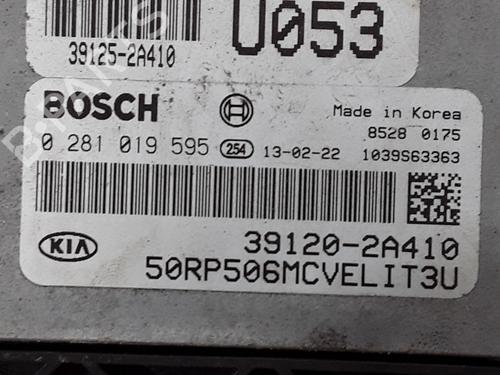 39125-2A410
U053
BOSCH
Made in Korea
8528 0175
0 281 019 595 254 13-02-22 1039S63363
KIA
39120-2A410
50RP506MCVELIT3U
B-PARTS